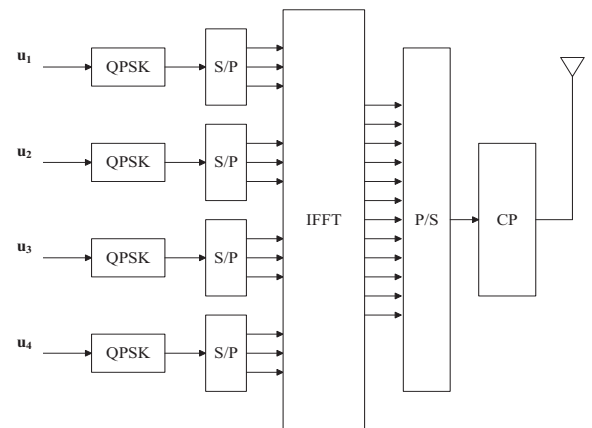 u1 QPSK S/P
u2 QPSK S/P
u3 QPSK S/P
u4 QPSK S/P
IFFT P/S CP